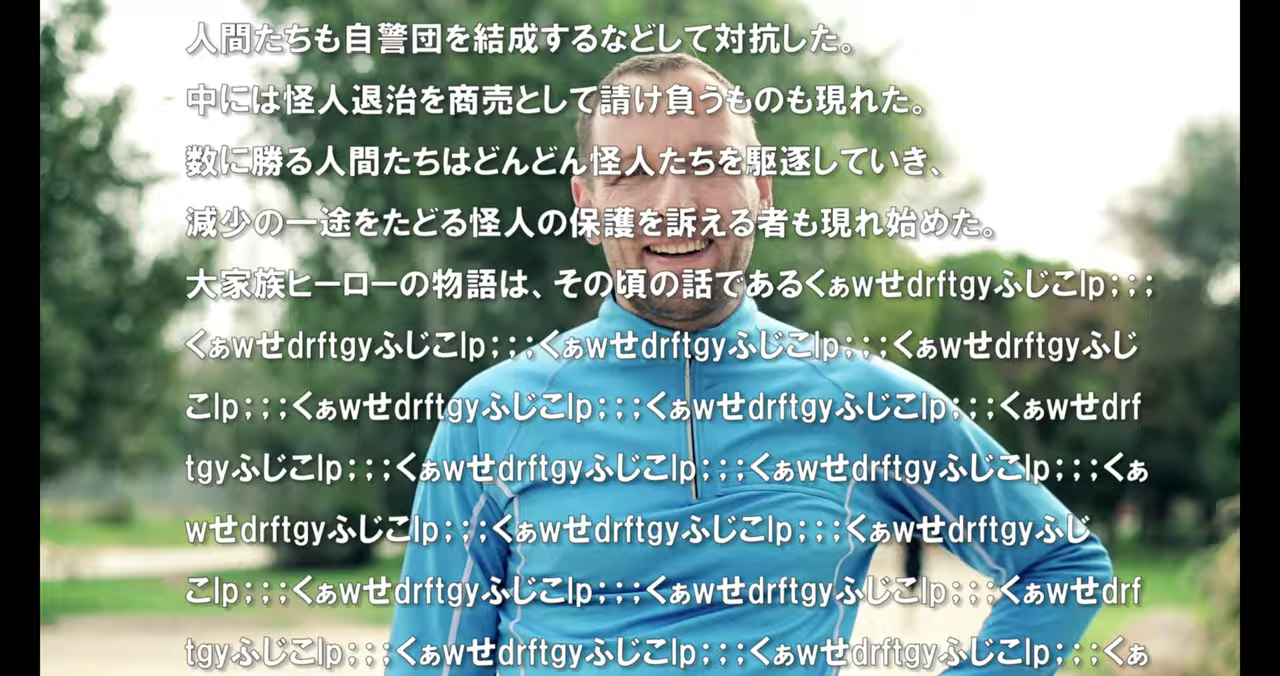 人間たちも自警団を結成するなどして対抗した。
中には怪人退治を商売として請け負うものも現れた。
数に勝る人間たちはどんどん怪人たちを駆逐していき、
減少の一途をたどる怪人の保護を訴える者も現れ始めた。
大家族ヒーローの物語は、その頃の話であるくぁwせdrftgyふじこlp;;;
くぁwせdrftgyふじこlp;;;くぁwせdrftgyふじこlp;;;くぁwせdrftgyふじ
こlp;;;くぁwせdrftgyふじこlp;;;くぁwせdrftgyふじこlp;;;くぁwせdrf
tgyふじこlp;;;くぁwせdrftgyふじこlp;;;くぁwせdrftgyふじこlp;;;くぁ
wせdrftgyふじこlp;;;くぁwせdrftgyふじこlp;;;くぁwせdrftgyふじ
こlp;;;くぁwせdrftgyふじこlp;;;くぁwせdrftgyふじこlp;;;くぁwせdrf
tgyふじこlp;;;くぁwせdrftgyふじこlp;;;くぁwせdrftgyふじこlp;;;くぁ